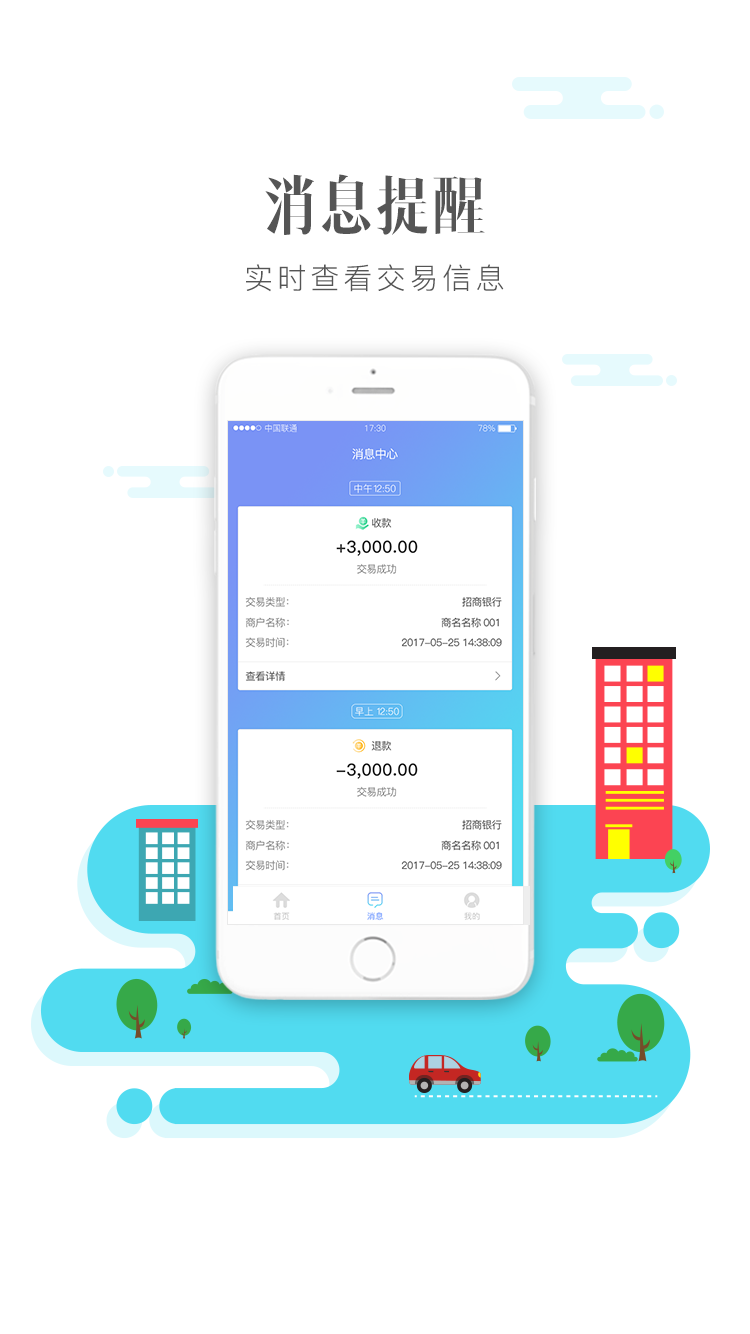 消息提醒
实时查看交易信息
中国联通 17:30 78%
消息中心
中午12:50
收款
+3,000.00
交易成功
交易类型: 招商银行
商户名称: 商名名称 001
交易时间: 2017-05-25 14:38:09
查看详情
早上 12:50
退款
-3,000.00
交易成功
交易类型: 招商银行
商户名称: 商名名称 001
交易时间: 2017-05-25 14:38:09
首页 消息 我的